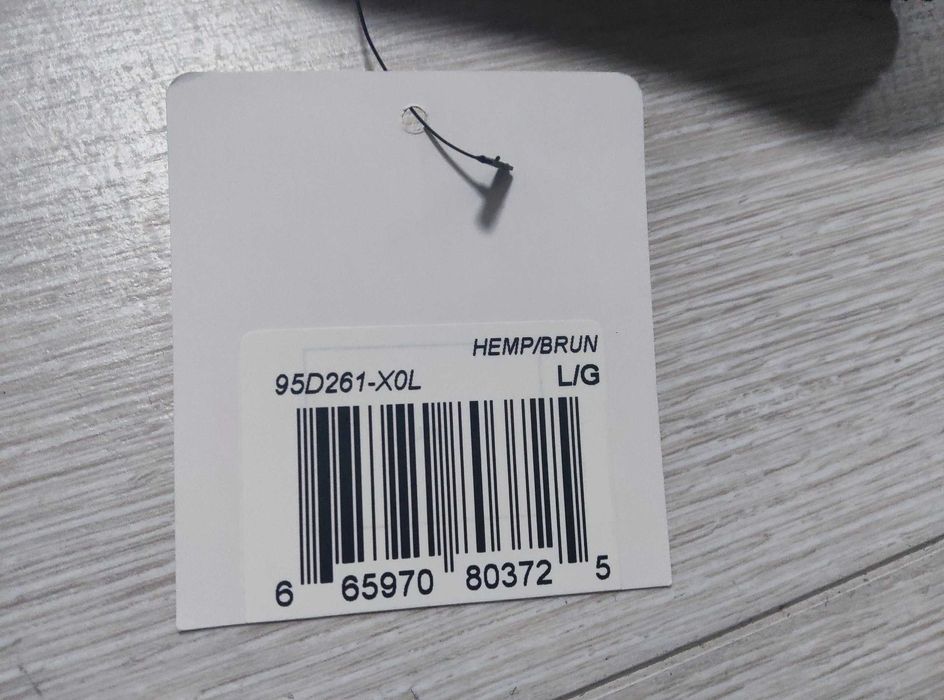 HEMP/BRUN
95D261-X0L L/G
6 65970 80372 5